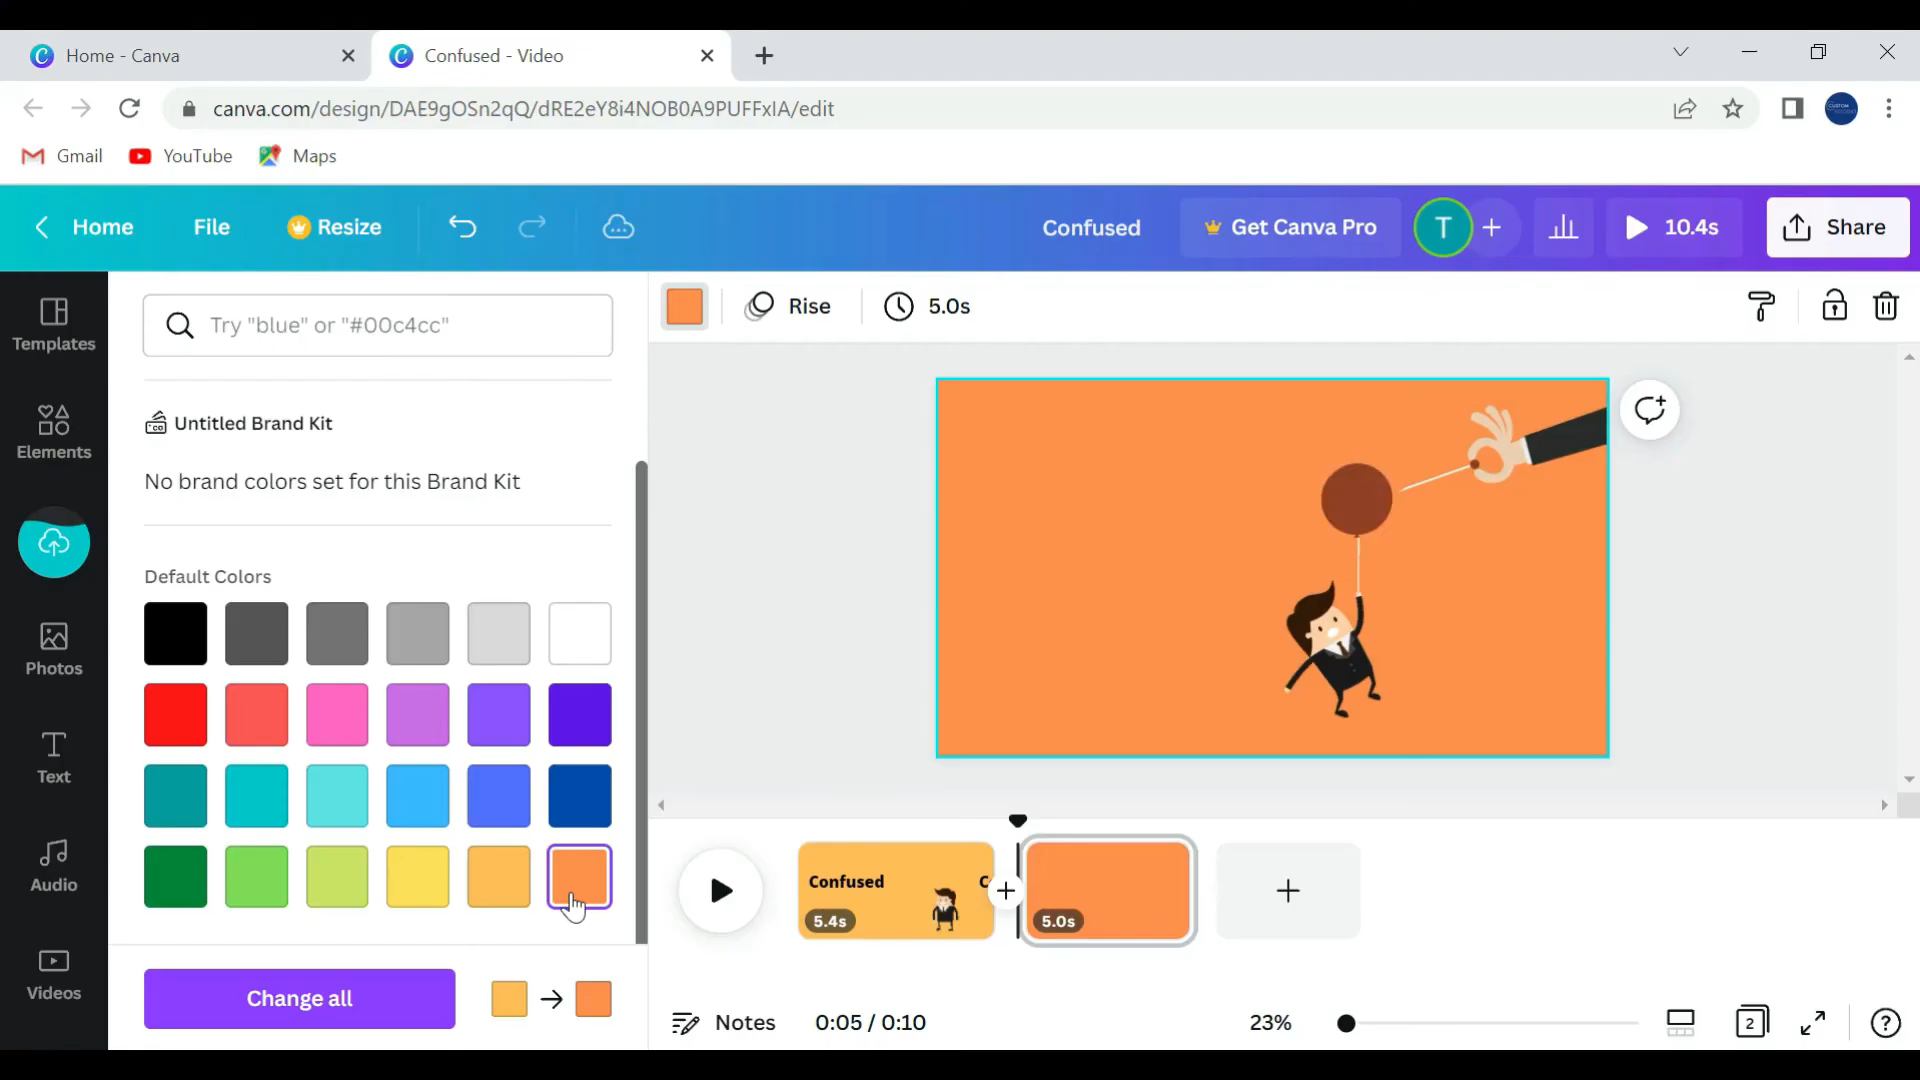 Home - Canva
Confused - Video
canva.com/design/DAE9gOSn2qQ/dRE2eY8i4NOB0A9PUFFxlA/edit
Gmail
YouTube
Maps
Home
File
Resize
Confused
Get Canva Pro
T
10.4s
Share
Templates
Elements
Photos
Text
Audio
Videos
Try "blue" or "#00c4cc"
Untitled Brand Kit
No brand colors set for this Brand Kit
Default Colors
Change all
Rise
5.0s
Confused
C
5.4s
5.0s
Notes
0:05 / 0:10
23%
2